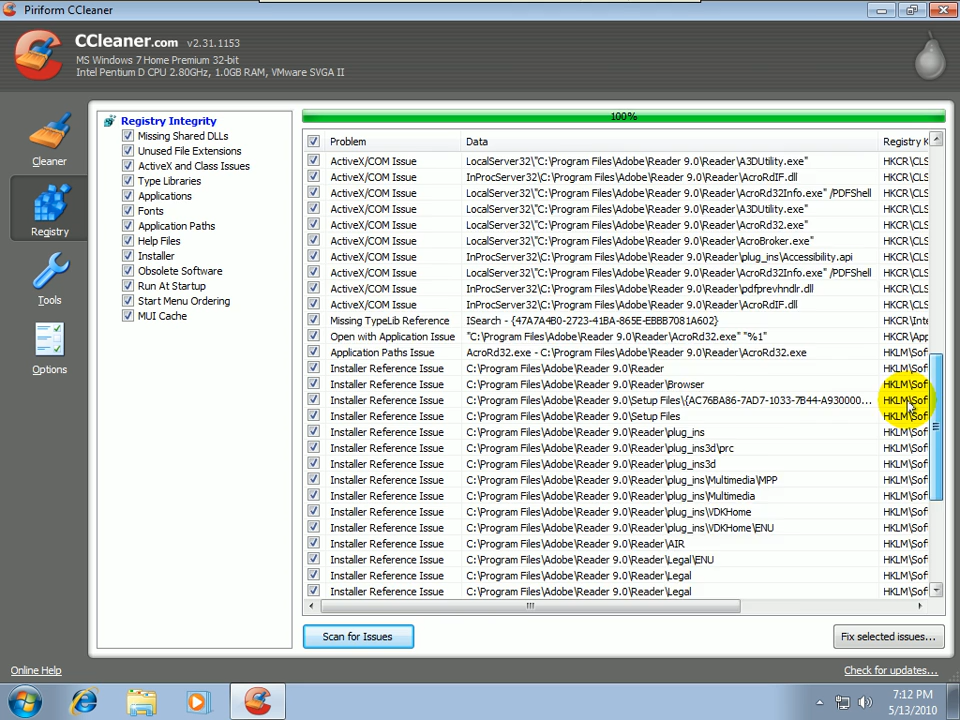 Piriform CCleaner
CCleaner.com v2.31.1153
MS Windows 7 Home Premium 32-bit
Intel Pentium D CPU 2.80GHz, 1.0GB RAM, VMware SVGA II
Cleaner
Registry
Tools
Options
Registry Integrity
Missing Shared DLLs
Unused File Extensions
ActiveX and Class Issues
Type Libraries
Applications
Fonts
Application Paths
Help Files
Installer
Obsolete Software
Run At Startup
Start Menu Ordering
MUI Cache
100%
Problem Data Registry K
ActiveX/COM Issue LocalServer32\"C:\Program Files\Adobe\Reader 9.0\Reader\A3DUtility.exe" HKCR\CLS
ActiveX/COM Issue InProcServer32\C:\Program Files\Adobe\Reader 9.0\Reader\AcroRdIF.dll HKCR\CLS
ActiveX/COM Issue LocalServer32\"C:\Program Files\Adobe\Reader 9.0\Reader\AcroRd32Info.exe" /PDFShell HKCR\CLS
ActiveX/COM Issue LocalServer32\"C:\Program Files\Adobe\Reader 9.0\Reader\A3DUtility.exe" HKCR\CLS
ActiveX/COM Issue LocalServer32\"C:\Program Files\Adobe\Reader 9.0\Reader\AcroRd32.exe" HKCR\CLS
ActiveX/COM Issue LocalServer32\"C:\Program Files\Adobe\Reader 9.0\Reader\AcroBroker.exe" HKCR\CLS
ActiveX/COM Issue InProcServer32\C:\Program Files\Adobe\Reader 9.0\Reader\plug_ins\Accessibility.api HKCR\CLS
ActiveX/COM Issue LocalServer32\"C:\Program Files\Adobe\Reader 9.0\Reader\AcroRd32Info.exe" /PDFShell HKCR\CLS
ActiveX/COM Issue InProcServer32\C:\Program Files\Adobe\Reader 9.0\Reader\pdfprevhndlr.dll HKCR\CLS
ActiveX/COM Issue InProcServer32\C:\Program Files\Adobe\Reader 9.0\Reader\AcroRdIF.dll HKCR\CLS
Missing TypeLib Reference ISearch - {47A7A4B0-2723-41BA-865E-EBBB7081A602} HKCR\Inte
Open with Application Issue "C:\Program Files\Adobe\Reader 9.0\Reader\AcroRd32.exe" "%1" HKCR\App
Application Paths Issue AcroRd32.exe - C:\Program Files\Adobe\Reader 9.0\Reader\AcroRd32.exe HKLM\Sof
Installer Reference Issue C:\Program Files\Adobe\Reader 9.0\Reader HKLM\Sof
Installer Reference Issue C:\Program Files\Adobe\Reader 9.0\Reader\Browser HKLM\Sof
Installer Reference Issue C:\Program Files\Adobe\Reader 9.0\Setup Files\{AC76BA86-7AD7-1033-7B44-A930000... HKLM\Sof
Installer Reference Issue C:\Program Files\Adobe\Reader 9.0\Setup Files HKLM\Sof
Installer Reference Issue C:\Program Files\Adobe\Reader 9.0\Reader\plug_ins HKLM\Sof
Installer Reference Issue C:\Program Files\Adobe\Reader 9.0\Reader\plug_ins3d\prc HKLM\Sof
Installer Reference Issue C:\Program Files\Adobe\Reader 9.0\Reader\plug_ins3d HKLM\Sof
Installer Reference Issue C:\Program Files\Adobe\Reader 9.0\Reader\plug_ins\Multimedia\MPP HKLM\Sof
Installer Reference Issue C:\Program Files\Adobe\Reader 9.0\Reader\plug_ins\Multimedia HKLM\Sof
Installer Reference Issue C:\Program Files\Adobe\Reader 9.0\Reader\plug_ins\VDKHome HKLM\Sof
Installer Reference Issue C:\Program Files\Adobe\Reader 9.0\Reader\plug_ins\VDKHome\ENU HKLM\Sof
Installer Reference Issue C:\Program Files\Adobe\Reader 9.0\Reader\AIR HKLM\Sof
Installer Reference Issue C:\Program Files\Adobe\Reader 9.0\Reader\Legal\ENU HKLM\Sof
Installer Reference Issue C:\Program Files\Adobe\Reader 9.0\Reader\Legal HKLM\Sof
Installer Reference Issue C:\Program Files\Adobe\Reader 9.0\Reader\Legal HKLM\Sof
Scan for Issues
Fix selected issues...
Online Help
Check for updates...
7:12 PM
5/13/2010